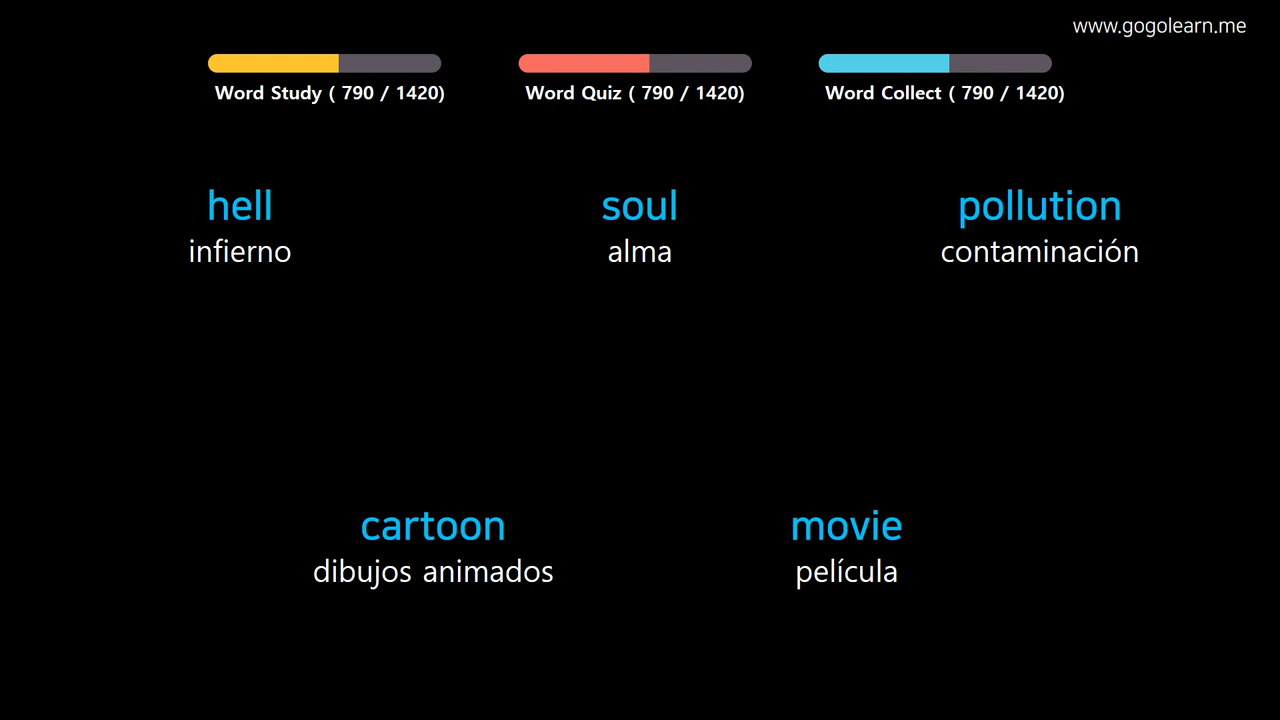 www.gogolearn.me
Word Study ( 790 / 1420)
Word Quiz ( 790 / 1420)
Word Collect ( 790 / 1420)
hell
infierno
soul
alma
pollution
contaminación
cartoon
dibujos animados
movie
película